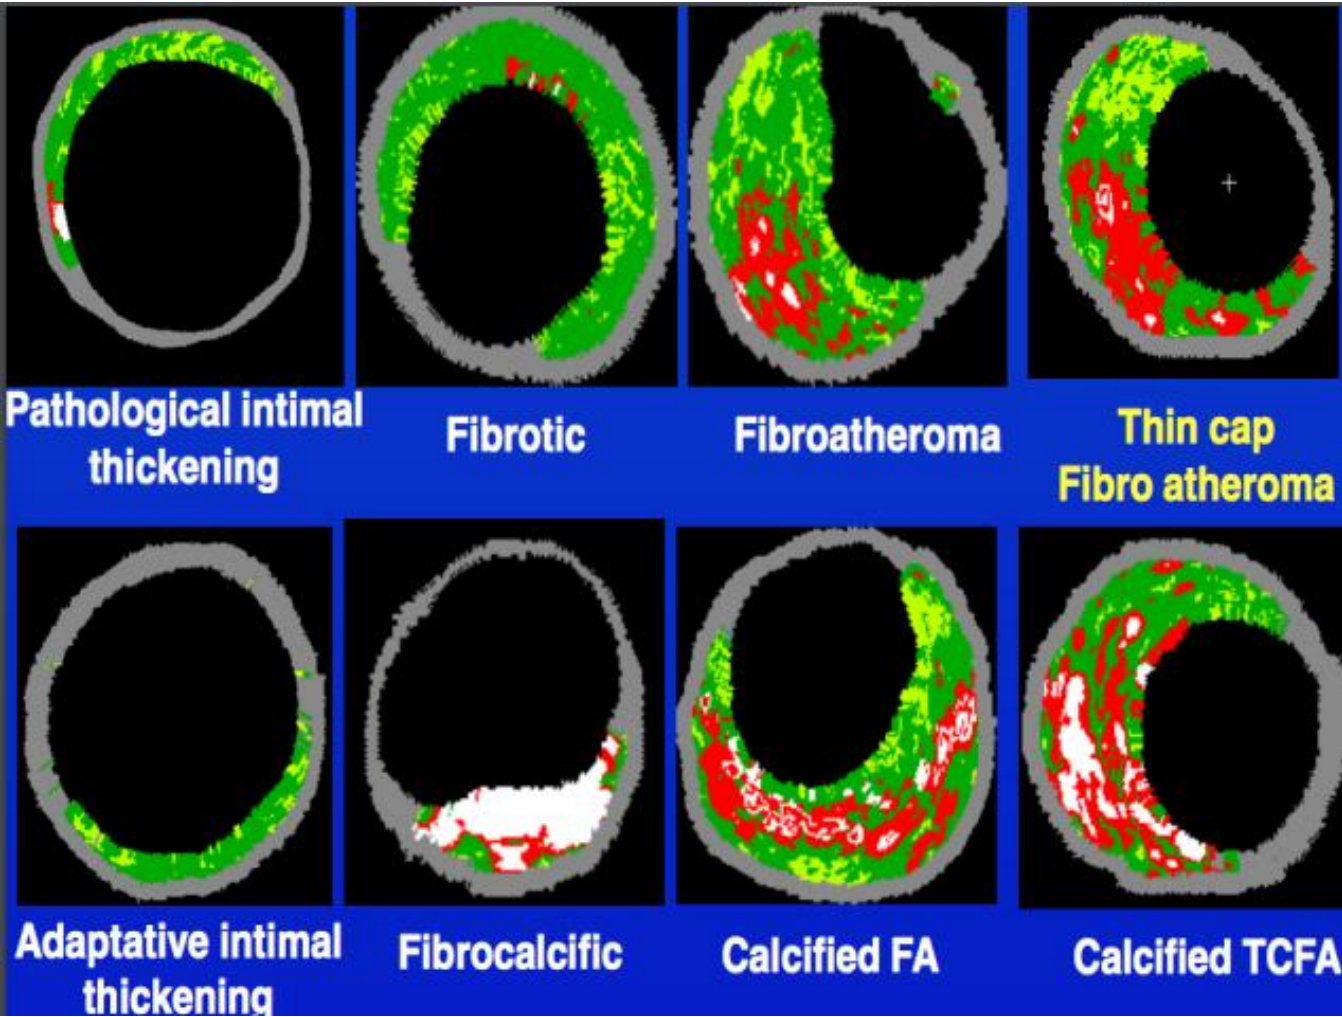 Pathological intimal
thickening
Fibrotic
Fibroatheroma
Thin cap
Fibro atheroma
Adaptative intimal
thickening
Fibrocalcific
Calcified FA
Calcified TCFA